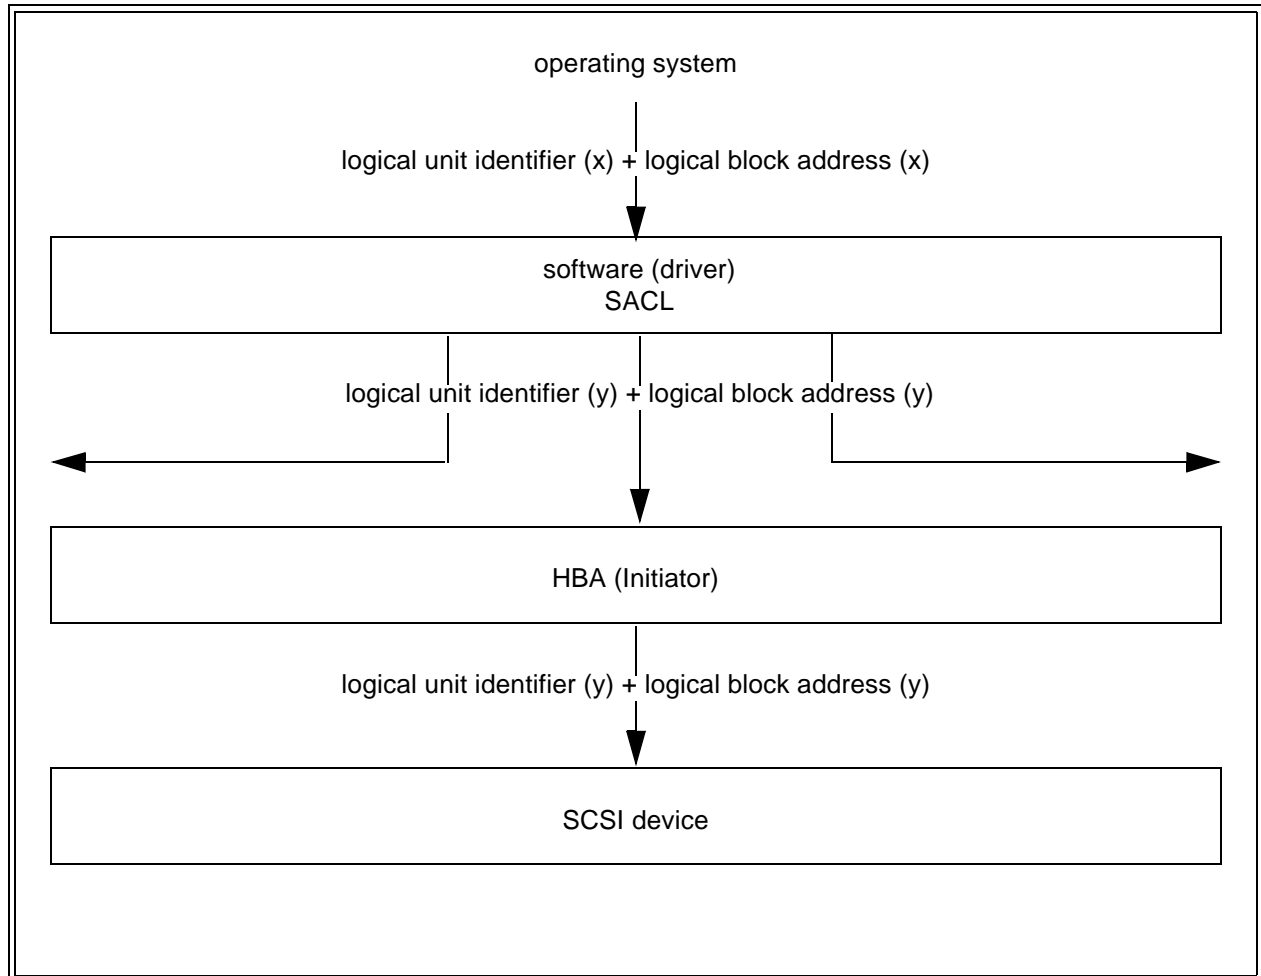 operating system
logical unit identifier (x) + logical block address (x)
software (driver)
SACL
logical unit identifier (y) + logical block address (y)
HBA (Initiator)
logical unit identifier (y) + logical block address (y)
SCSI device